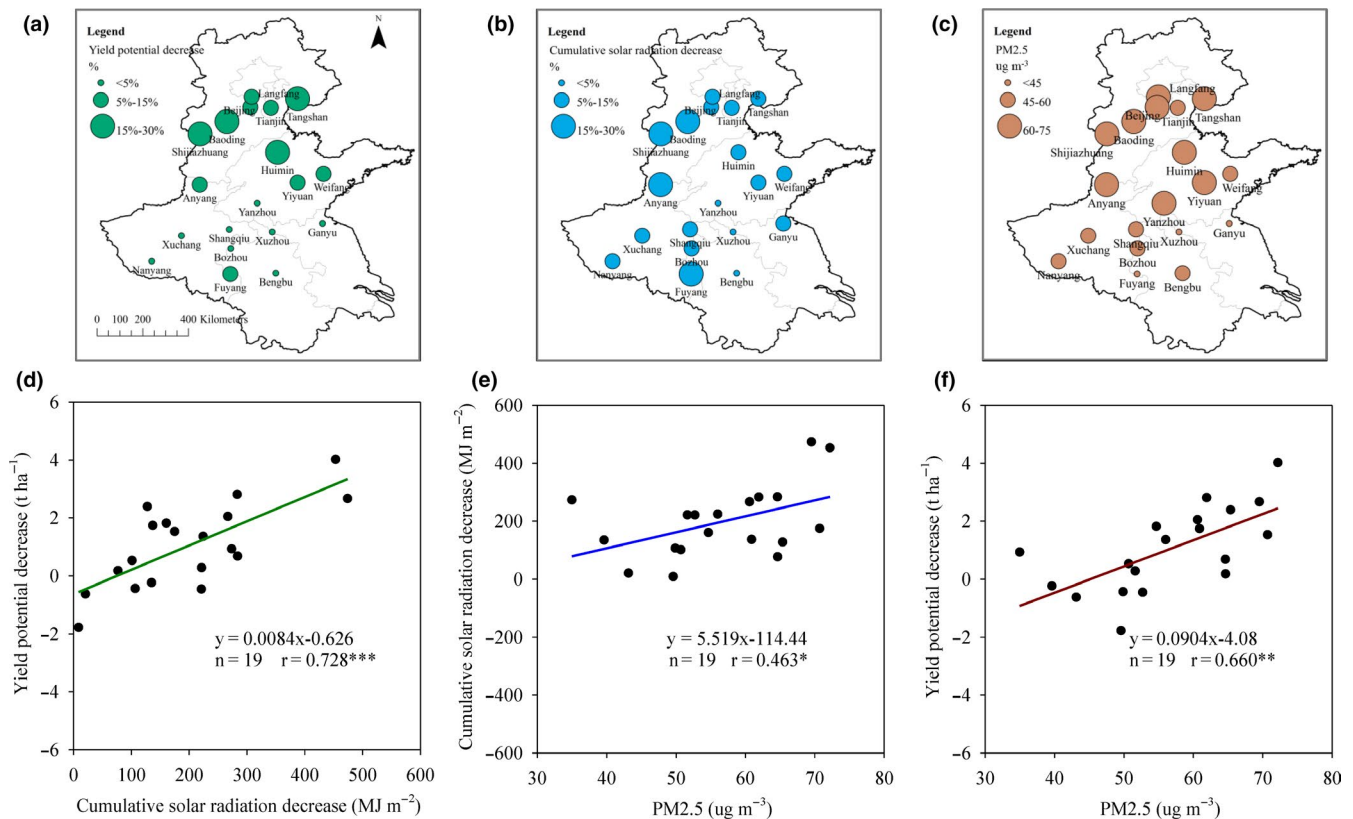 (a)
N
Legend
Yield potential decrease
%
<5%
5%-15%
15%-30%
Langfang
Beijing
Tianjin
Tangshan
Baoding
Shijiazhuang
Huimin
Weifang
Anyang
Yiyuan
Yanzhou
Ganyu
Xuchang
Shangqiu
Xuzhou
Bozhou
Nanyang
Fuyang
Bengbu
0 100 200 400 Kilometers
(b)
Legend
Cumulative solar radiation decrease
%
<5%
5%-15%
15%-30%
Langfang
Beijing
Tianjin
Tangshan
Baoding
Shijiazhuang
Huimin
Weifang
Anyang
Yiyuan
Yanzhou
Ganyu
Xuchang
Shangqiu
Xuzhou
Bozhou
Nanyang
Fuyang
Bengbu
(c)
Legend
PM2.5
ug m⁻³
<45
45-60
60-75
Langfang
Beijing
Tianjin
Tangshan
Baoding
Shijiazhuang
Huimin
Weifang
Anyang
Yiyuan
Yanzhou
Ganyu
Xuchang
Shangqiu
Xuzhou
Bozhou
Nanyang
Fuyang
Bengbu
(d)
Yield potential decrease (t ha⁻¹)
6
4
2
0
−2
−4
−6
y = 0.0084x-0.626
n = 19 r = 0.728***
0 100 200 300 400 500 600
Cumulative solar radiation decrease (MJ m⁻²)
(e)
Cumulative solar radiation decrease (MJ m⁻²)
600
400
200
0
−200
−400
−600
y = 5.519x-114.44
n = 19 r = 0.463*
30 40 50 60 70 80
PM2.5 (ug m⁻³)
(f)
Yield potential decrease (t ha⁻¹)
6
4
2
0
−2
−4
−6
y = 0.0904x-4.08
n = 19 r = 0.660**
30 40 50 60 70 80
PM2.5 (ug m⁻³)